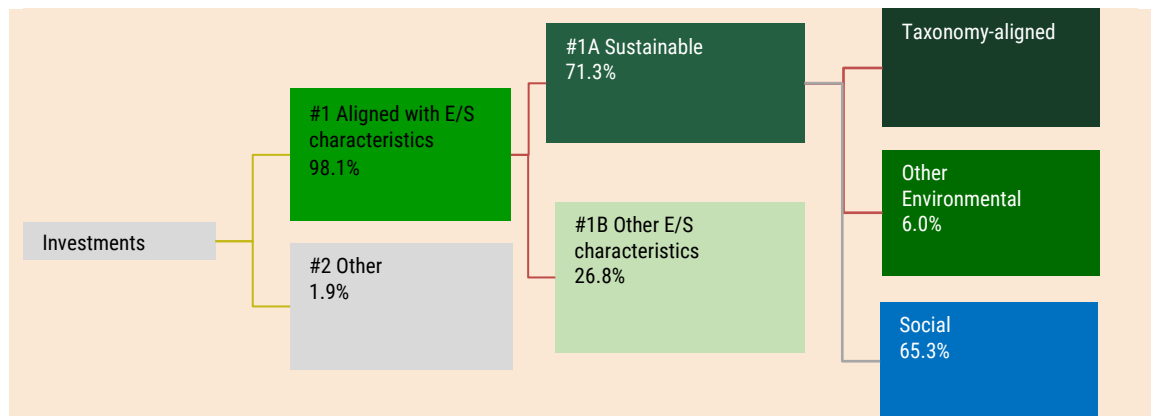 Investments
#1 Aligned with E/S
characteristics
98.1%
#2 Other
1.9%
#1A Sustainable
71.3%
#1B Other E/S
characteristics
26.8%
Taxonomy-aligned
Other
Environmental
6.0%
Social
65.3%